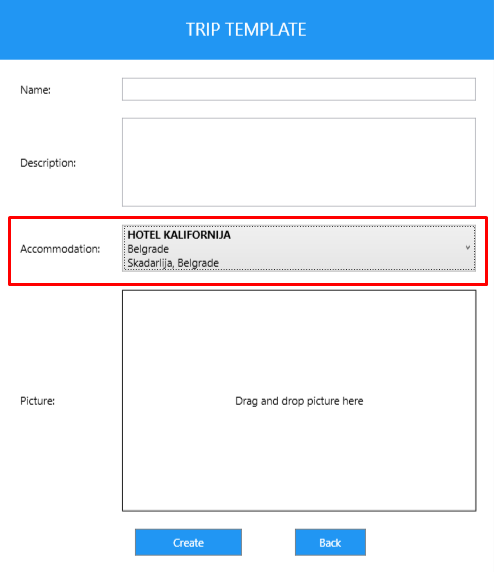 TRIP TEMPLATE
Name:
Description:
Accommodation:
HOTEL KALIFORNIJA
Belgrade
Skadarlija, Belgrade
Picture:
Drag and drop picture here
Create
Back